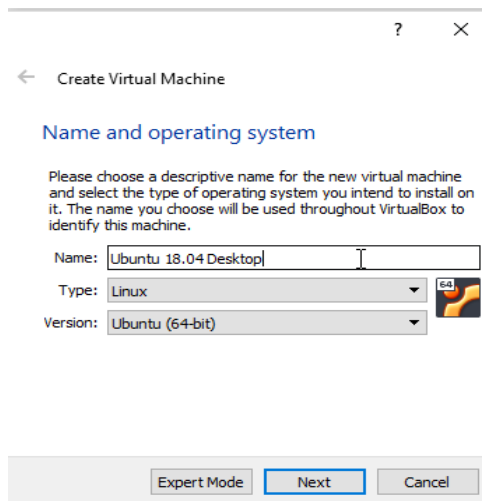 ?
Create Virtual Machine
Name and operating system
Please choose a descriptive name for the new virtual machine
and select the type of operating system you intend to install on
it. The name you choose will be used throughout VirtualBox to
identify this machine.
Name: Ubuntu 18.04 Desktop
Type: Linux
64
Version: Ubuntu (64-bit)
Expert Mode Next Cancel